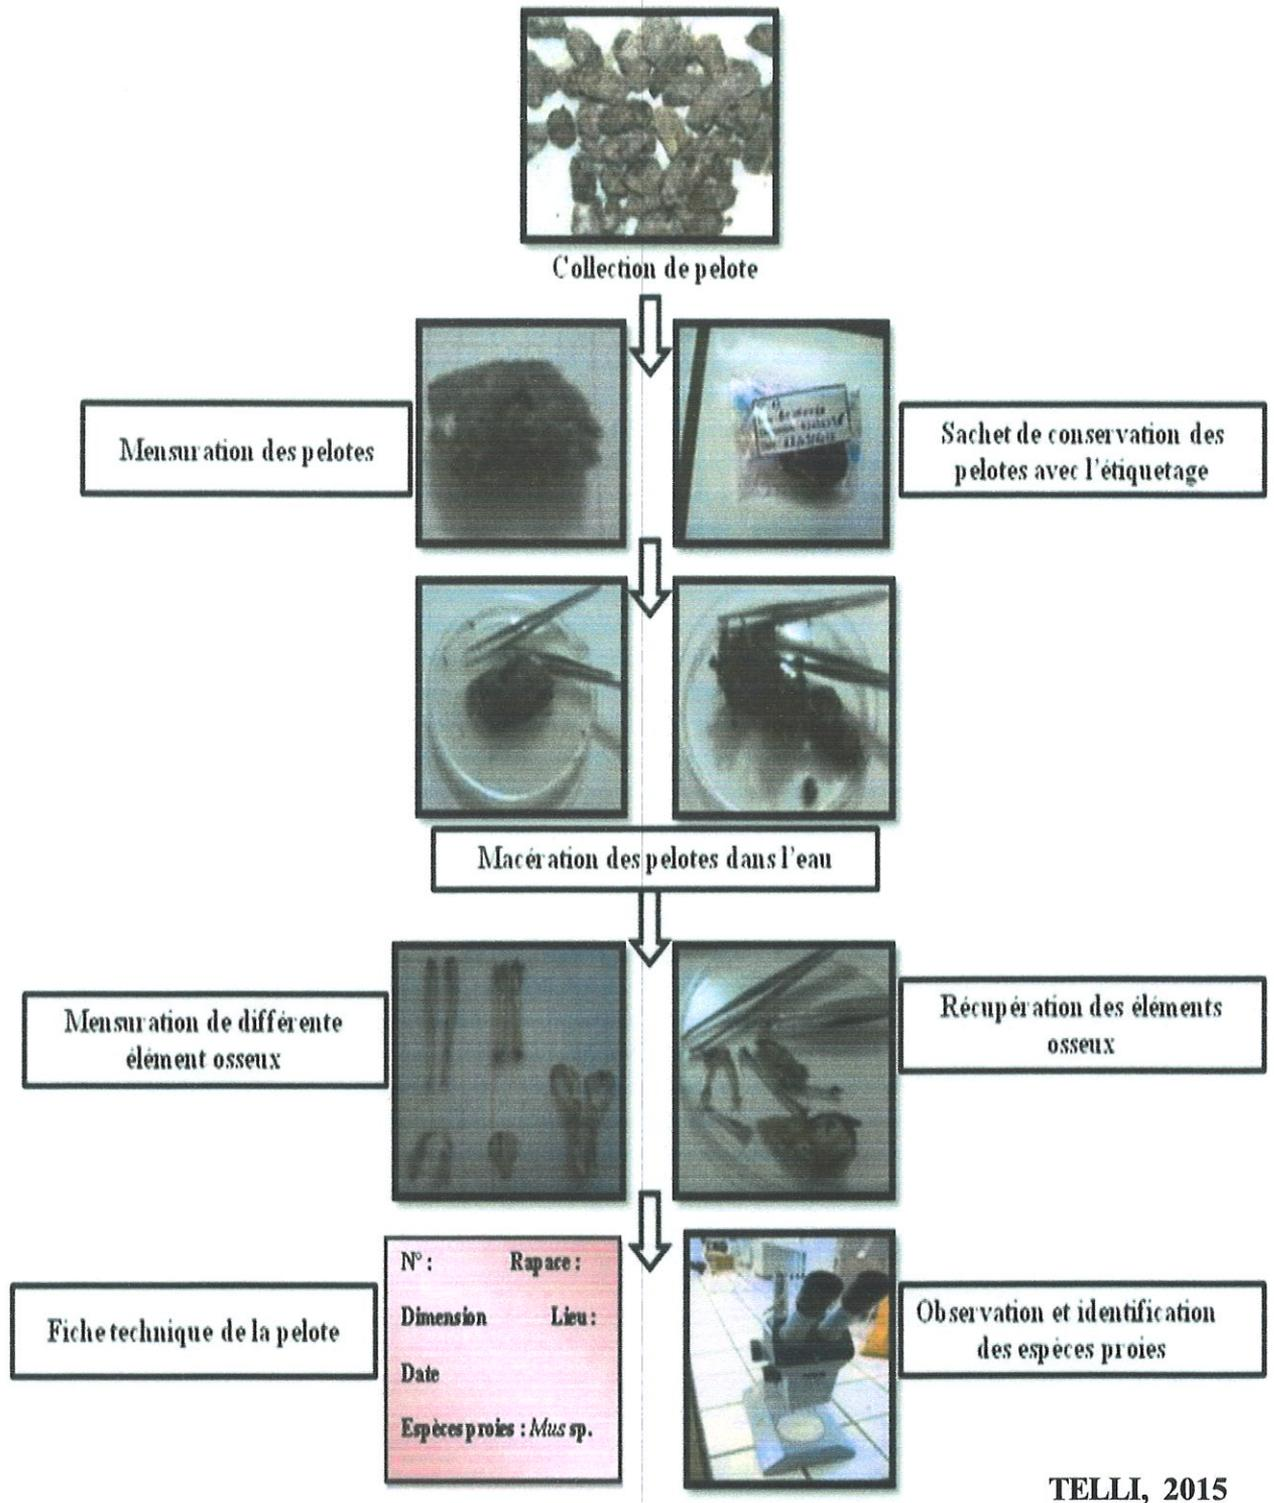 Collection de pelote
Mensuration des pelotes
Sachet de conservation des
pelotes avec l'étiquetage
Macération des pelotes dans l'eau
Mensuration de différente
élément osseux
Récupération des éléments
osseux
Fiche technique de la pelote
N° : Rapace :
Dimension Lieu :
Date
Espèces proies : Mus sp.
Observation et identification
des espèces proies
TELLI, 2015